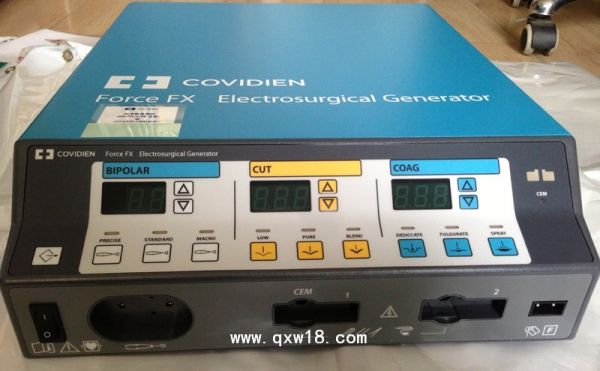 COVIDIEN
Force FX Electrosurgical Generator
COVIDIEN Force FX Electrosurgical Generator
BIPOLAR CUT COAG
CEM
PRECISE STANDARD MACRO LOW PURE BLEND DESICCATE FULGURATE SPRAY
CEM 1 2
F
www.qxw18.com